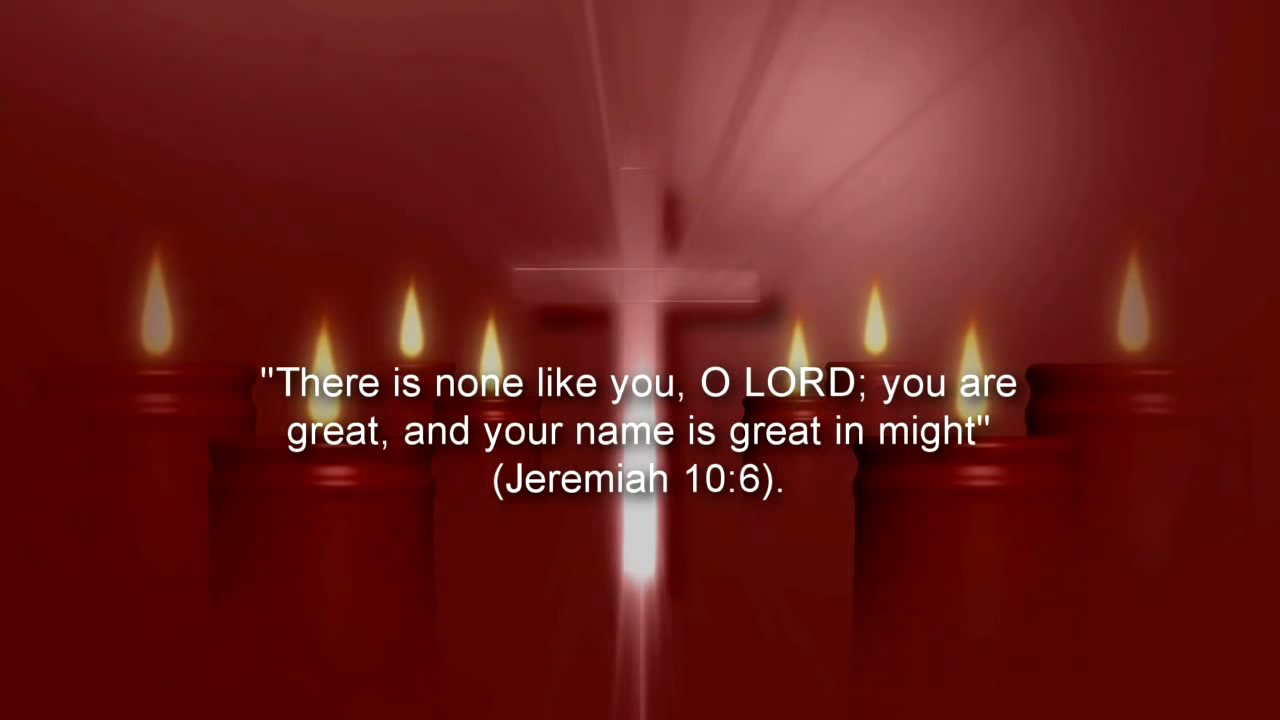 "There is none like you, O LORD; you are
great, and your name is great in might"
(Jeremiah 10:6).